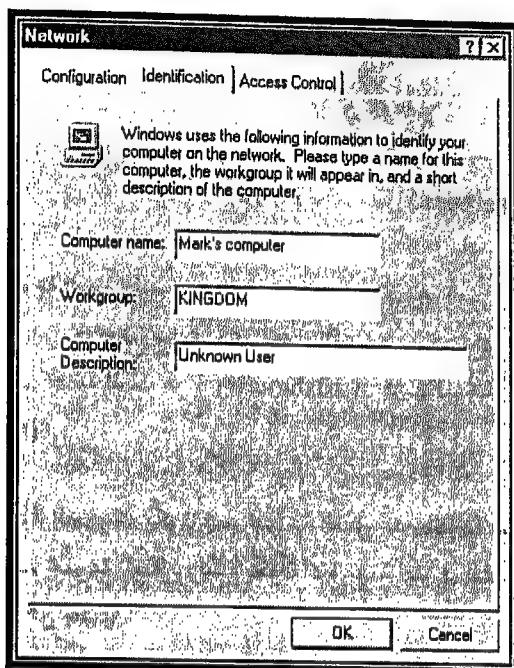 Network
? X
Configuration Identification Access Control
Windows uses the following information to identify your
computer on the network. Please type a name for this
computer, the workgroup it will appear in, and a short
description of the computer.
Computer name: Mark's computer
Workgroup: KINGDOM
Computer
Description: Unknown User
OK Cancel